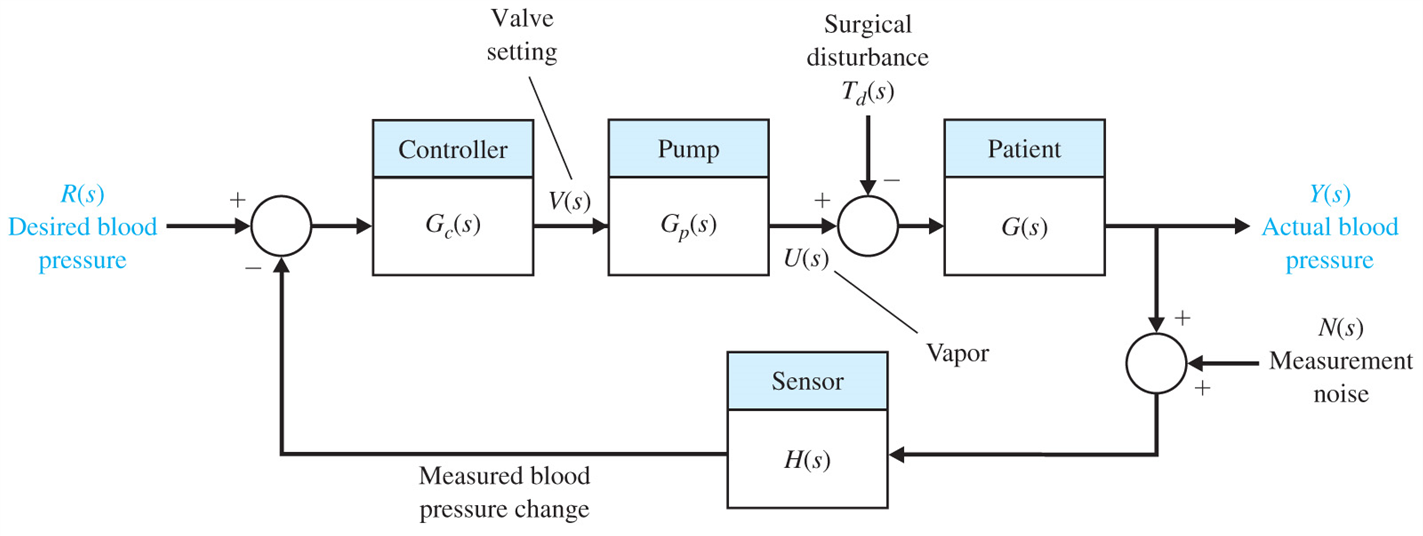 Valve
setting
Surgical
disturbance
T_d(s)
Controller
Pump
Patient
R(s)
Desired blood
pressure
+
−
G_c(s)
V(s)
G_p(s)
+
−
U(s)
G(s)
Y(s)
Actual blood
pressure
Vapor
+
+
N(s)
Measurement
noise
Sensor
H(s)
Measured blood
pressure change